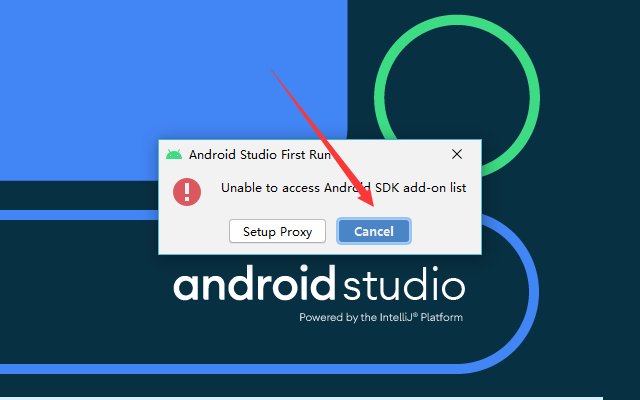 Android Studio First Run
Unable to access Android SDK add-on list
Setup Proxy
Cancel
android studio
Powered by the IntelliJ® Platform